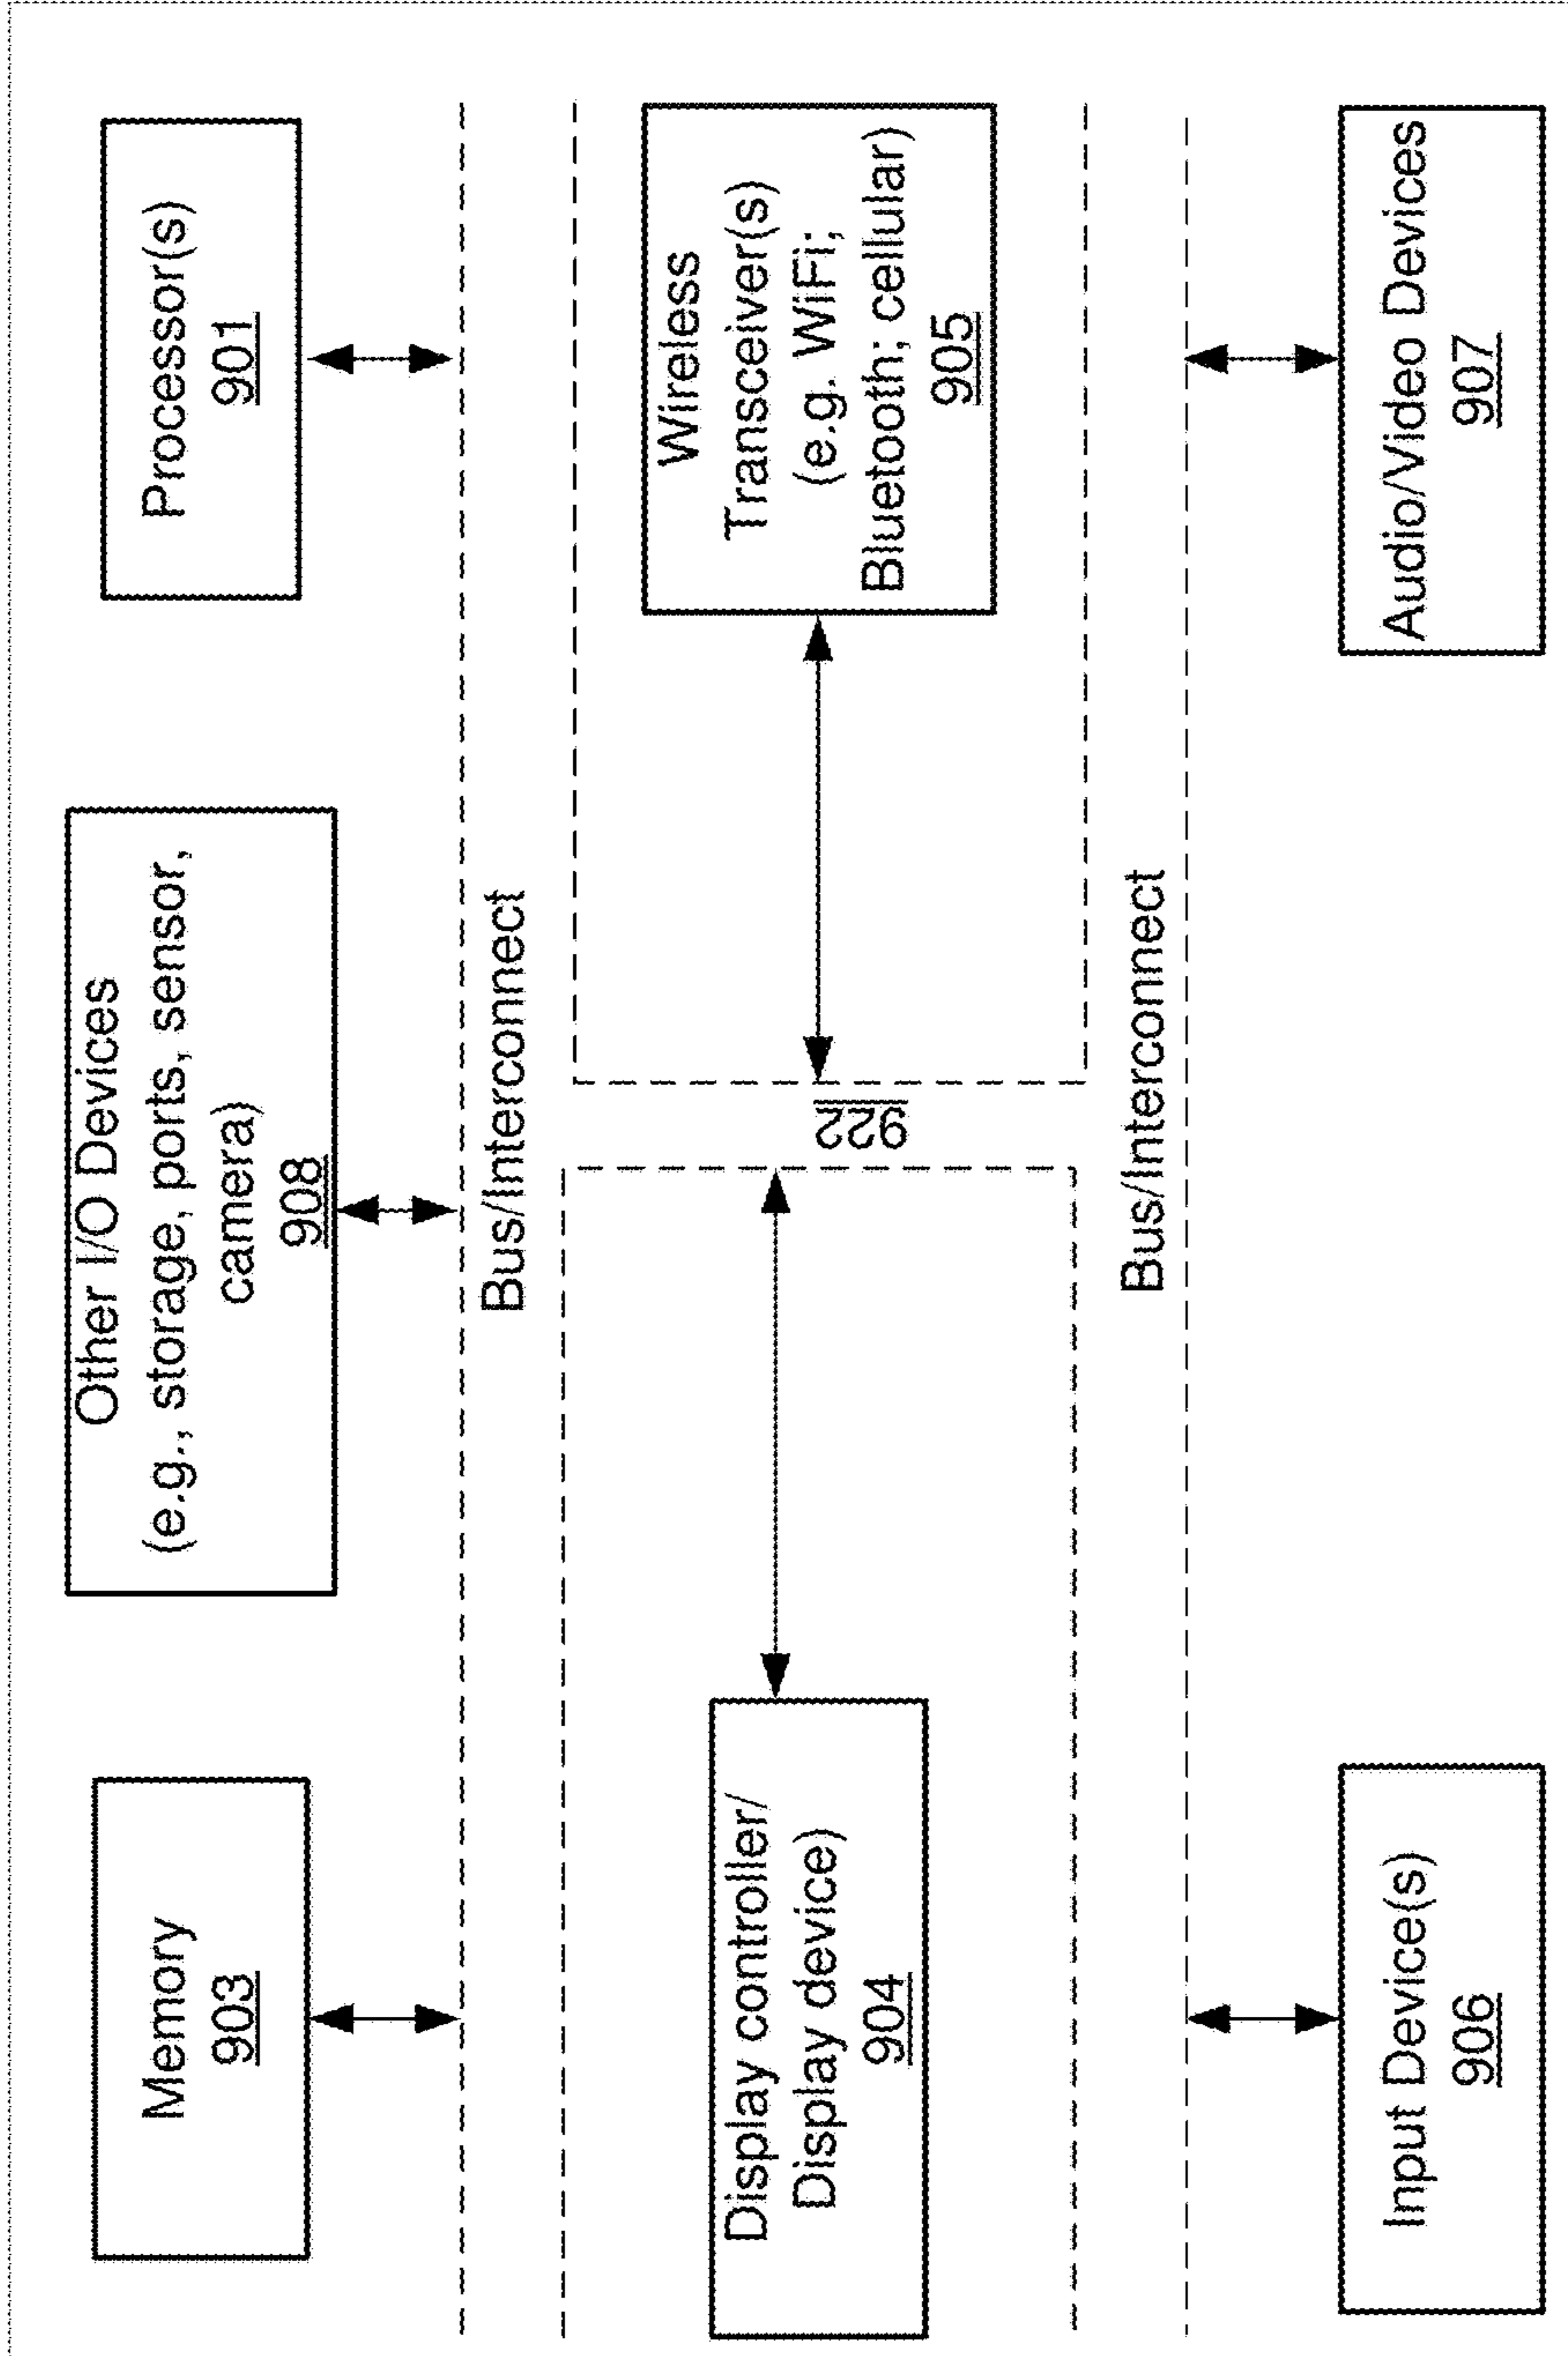 Memory
903
Other I/O Devices
(e.g., storage, ports, sensor,
camera)
908
Processor(s)
901
Bus/Interconnect
Display controller/
Display device)
904
922
Wireless
Transceiver(s)
(e.g. WiFi;
Bluetooth; cellular)
905
Bus/Interconnect
Input Device(s)
906
Audio/Video Devices
907